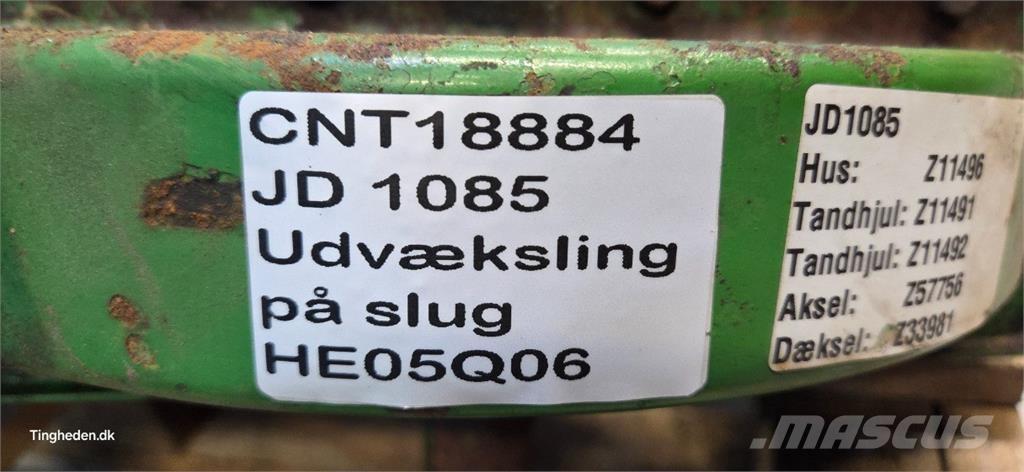 CNT18884
JD 1085
Udvæksling
på slug
HE05Q06
JD1085
Hus: Z11496
Tandhjul: Z11491
Tandhjul: Z11492
Aksel: Z57756
Dæksel: Z33981
Tingheden.dk
MASCUS